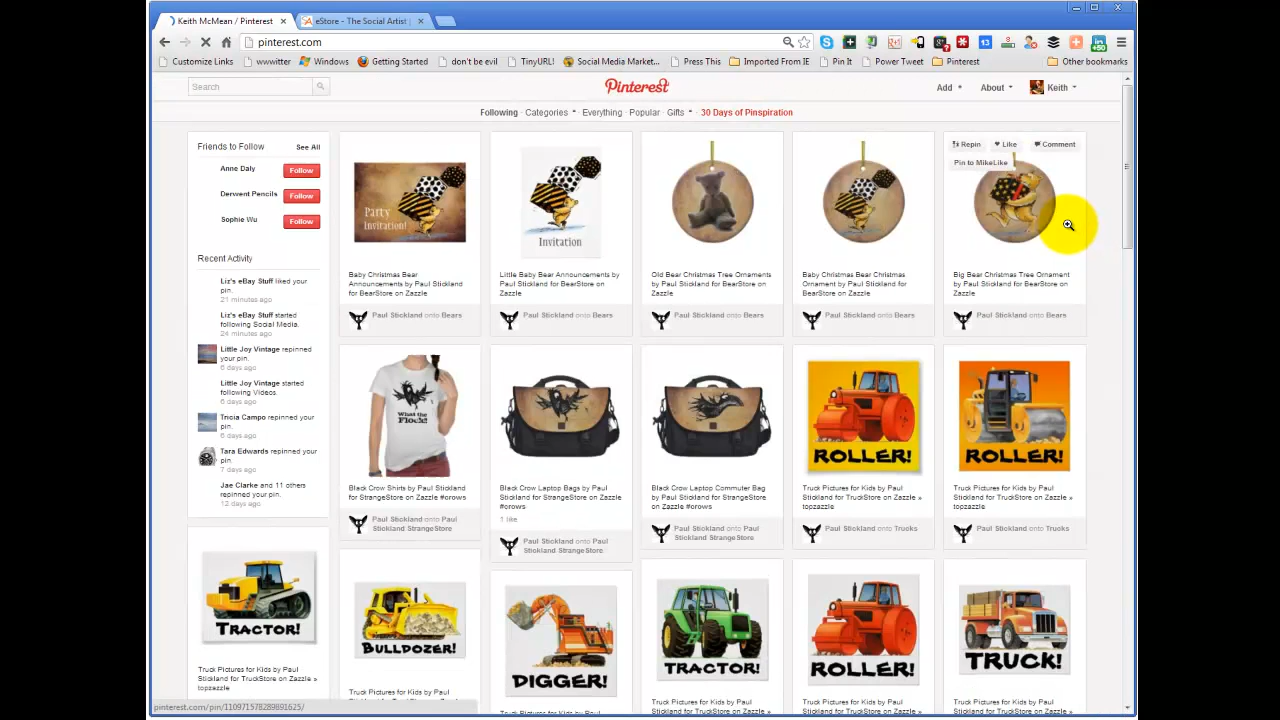 Keith McMean / Pinterest
eStore - The Social Artist
pinterest.com
Customize Links
wwwitter
Windows
Getting Started
don't be evil
TinyURL!
Social Media Market...
Press This
Imported From IE
Pin It
Power Tweet
Pinterest
Other bookmarks
Search
Pinterest
Add
About
Keith
Following · Categories · Everything · Popular · Gifts · 30 Days of Pinspiration
Friends to Follow
See All
Anne Daly
Follow
Derwent Pencils
Follow
Sophie Wu
Follow
Recent Activity
Liz's eBay Stuff liked your
pin.
21 minutes ago
Liz's eBay Stuff started
following Social Media.
24 minutes ago
Little Joy Vintage repinned
your pin.
6 days ago
Little Joy Vintage started
following Videos.
6 days ago
Tricia Campo repinned your
pin.
6 days ago
Tara Edwards repinned your
pin.
7 days ago
Jae Clarke and 11 others
repinned your pin.
12 days ago
Party
Invitation!
Baby Christmas Bear
Announcements by Paul Stickland
for BearStore on Zazzle
Paul Stickland onto Bears
Invitation
Little Baby Bear Announcements by
Paul Stickland for BearStore on
Zazzle
Paul Stickland onto Bears
Old Bear Christmas Tree Ornaments
by Paul Stickland for BearStore on
Zazzle
Paul Stickland onto Bears
Baby Christmas Bear Christmas
Ornament by Paul Stickland for
BearStore on Zazzle
Paul Stickland onto Bears
Repin
Like
Comment
Pin to MikeLike
Big Bear Christmas Tree Ornament
by Paul Stickland for BearStore on
Zazzle
Paul Stickland onto Bears
What the
Flock!
Black Crow Shirts by Paul Stickland
for StrangeStore on Zazzle #crows
Paul Stickland onto Paul
Stickland StrangeStore
Black Crow Laptop Bags by Paul
Stickland for StrangeStore on Zazzle
#crows
1 like
Paul Stickland onto Paul
Stickland StrangeStore
Black Crow Laptop Commuter Bag
by Paul Stickland for StrangeStore
on Zazzle #crows
Paul Stickland onto Paul
Stickland StrangeStore
ROLLER!
Truck Pictures for Kids by Paul
Stickland for TruckStore on Zazzle »
topzazzle
Paul Stickland onto Trucks
ROLLER!
Truck Pictures for Kids by Paul
Stickland for TruckStore on Zazzle »
topzazzle
Paul Stickland onto Trucks
TRACTOR!
Truck Pictures for Kids by Paul
Stickland for TruckStore on Zazzle »
topzazzle
BULLDOZER!
Truck Pictures for Kids by Paul
DIGGER!
TRACTOR!
Truck Pictures for Kids by Paul
Stickland for TruckStore on Zazzle »
ROLLER!
Truck Pictures for Kids by Paul
Stickland for TruckStore on Zazzle »
TRUCK!
Truck Pictures for Kids by Paul
Stickland for TruckStore on Zazzle »
pinterest.com/pin/110971578289891625/